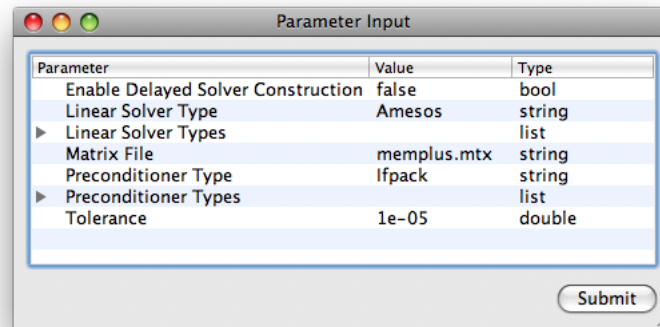 Parameter Input
Parameter Value Type
Enable Delayed Solver Construction false bool
Linear Solver Type Amesos string
Linear Solver Types list
Matrix File memplus.mtx string
Preconditioner Type Ifpack string
Preconditioner Types list
Tolerance 1e-05 double
Submit